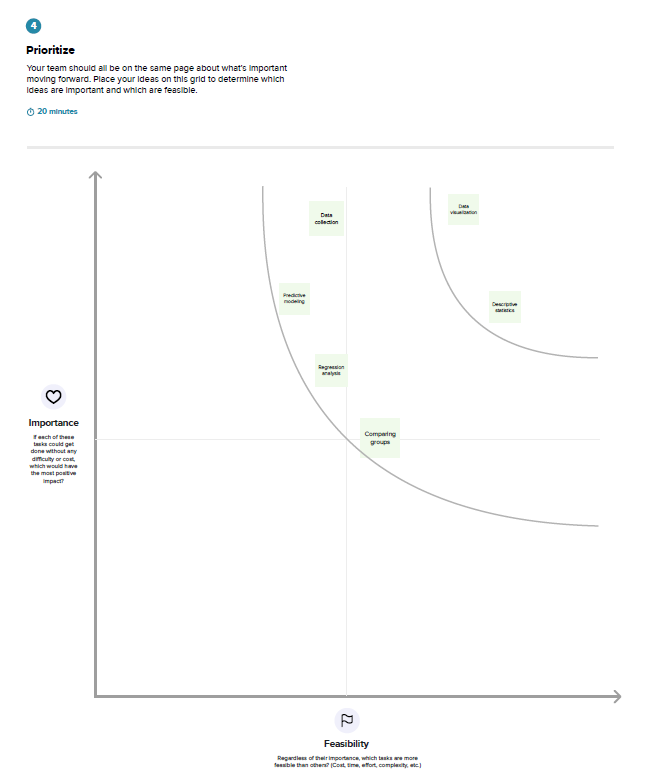 4
Prioritize
Your team should all be on the same page about what's important
moving forward. Place your ideas on this grid to determine which
ideas are important and which are feasible.
20 minutes
Data
visualization
Data
collection
Predictive
modeling
Descriptive
statistics
Regression
analysis
Comparing
groups
Importance
If each of these
tasks could get
done without any
difficulty or cost,
which would have
the most positive
impact?
Feasibility
Regardless of their importance, which tasks are more
feasible than others? (Cost, time, effort, complexity, etc.)